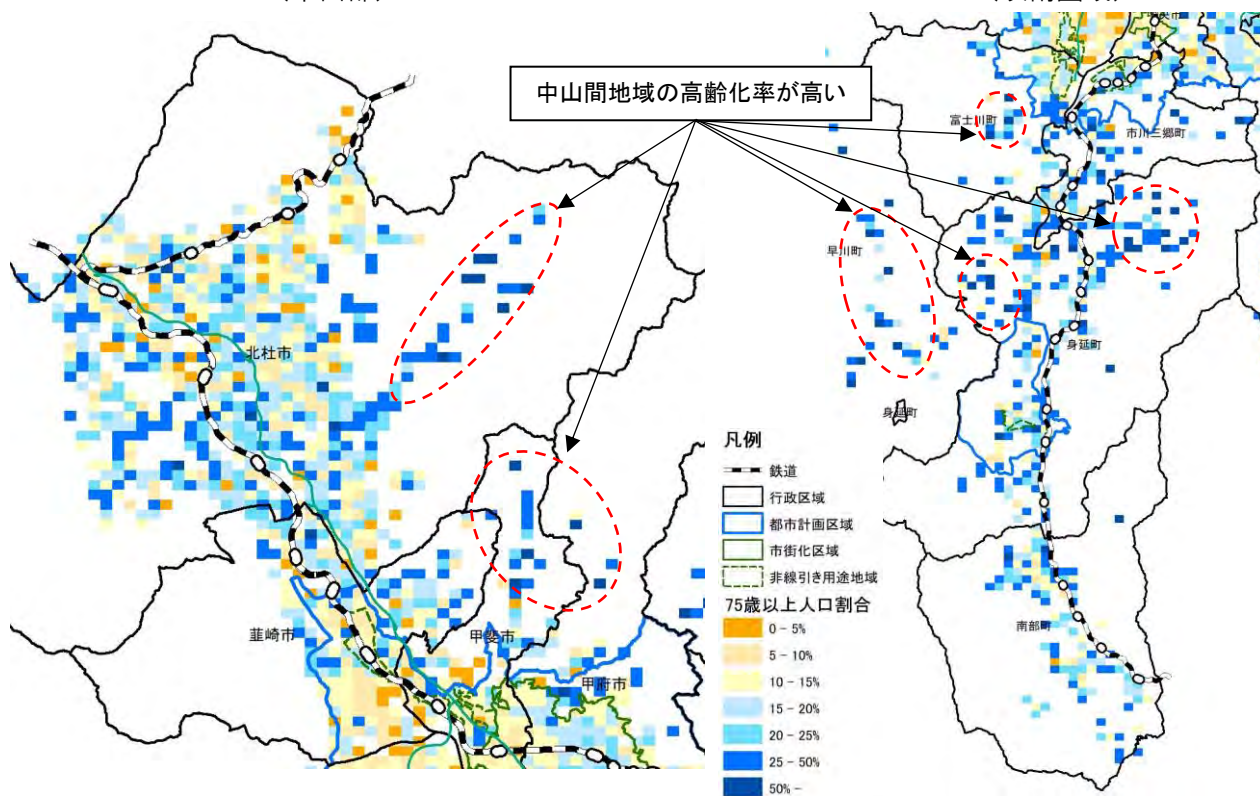 中山間地域の高齢化率が高い
富士川町
市川三郷町
早川町
北杜市
身延町
身延町
韮崎市
甲斐市
甲府市
南部町
凡例
鉄道
行政区域
都市計画区域
市街化区域
非線引き用途地域
75歳以上人口割合
0 - 5%
5 - 10%
10 - 15%
15 - 20%
20 - 25%
25 - 50%
50% -